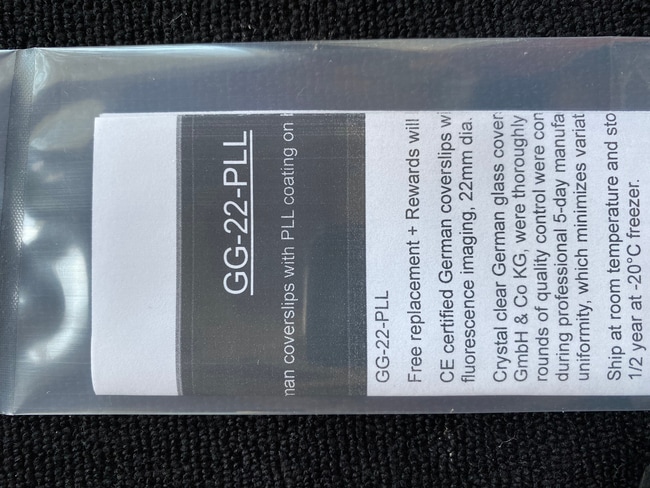 GG-22-PLL
man coverslips with PLL coating on
GG-22-PLL
Free replacement + Rewards will
CE certified German coverslips wi
fluorescence imaging, 22mm dia.
Crystal clear German glass cover
GmbH & Co KG, were thoroughly
rounds of quality control were con
during professional 5-day manufa
uniformity, which minimizes variat
Ship at room temperature and sto
1/2 year at -20°C freezer.